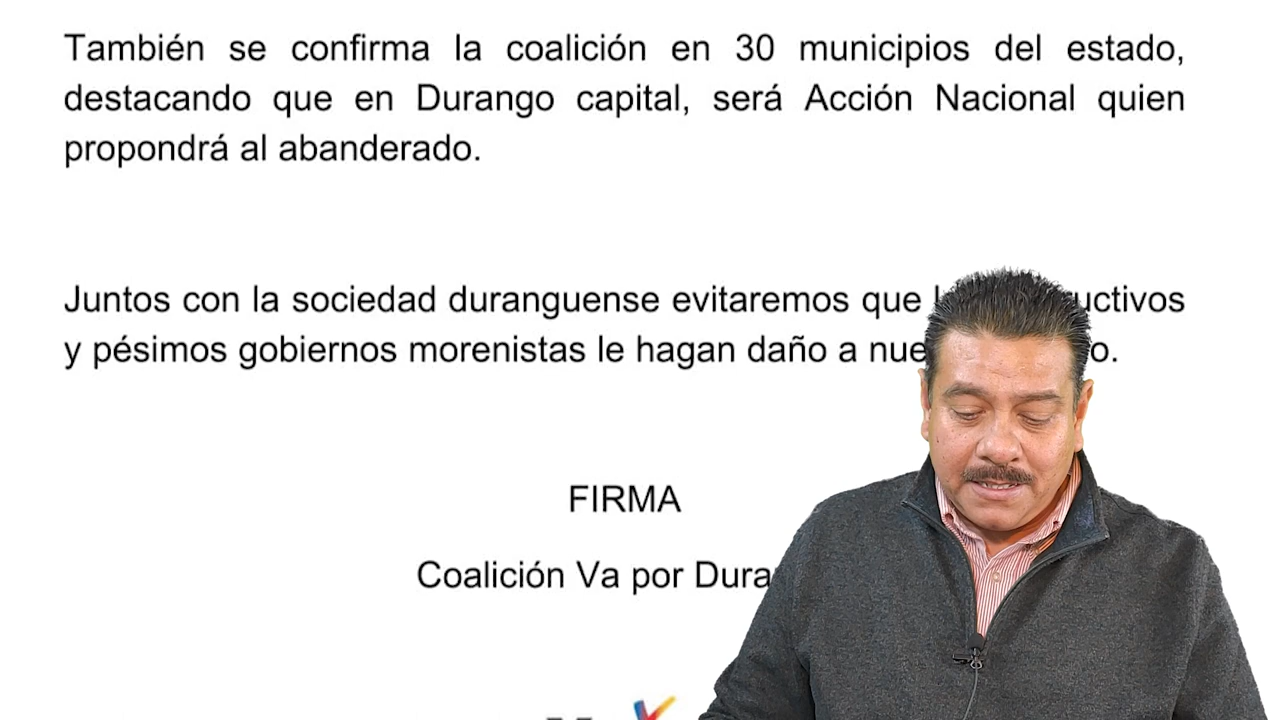 También se confirma la coalición en 30 municipios del estado,
destacando que en Durango capital, será Acción Nacional quien
propondrá al abanderado.
Juntos con la sociedad duranguense evitaremos que
y pésimos gobiernos morenistas le hagan daño a
FIRMA
Coalición Va por